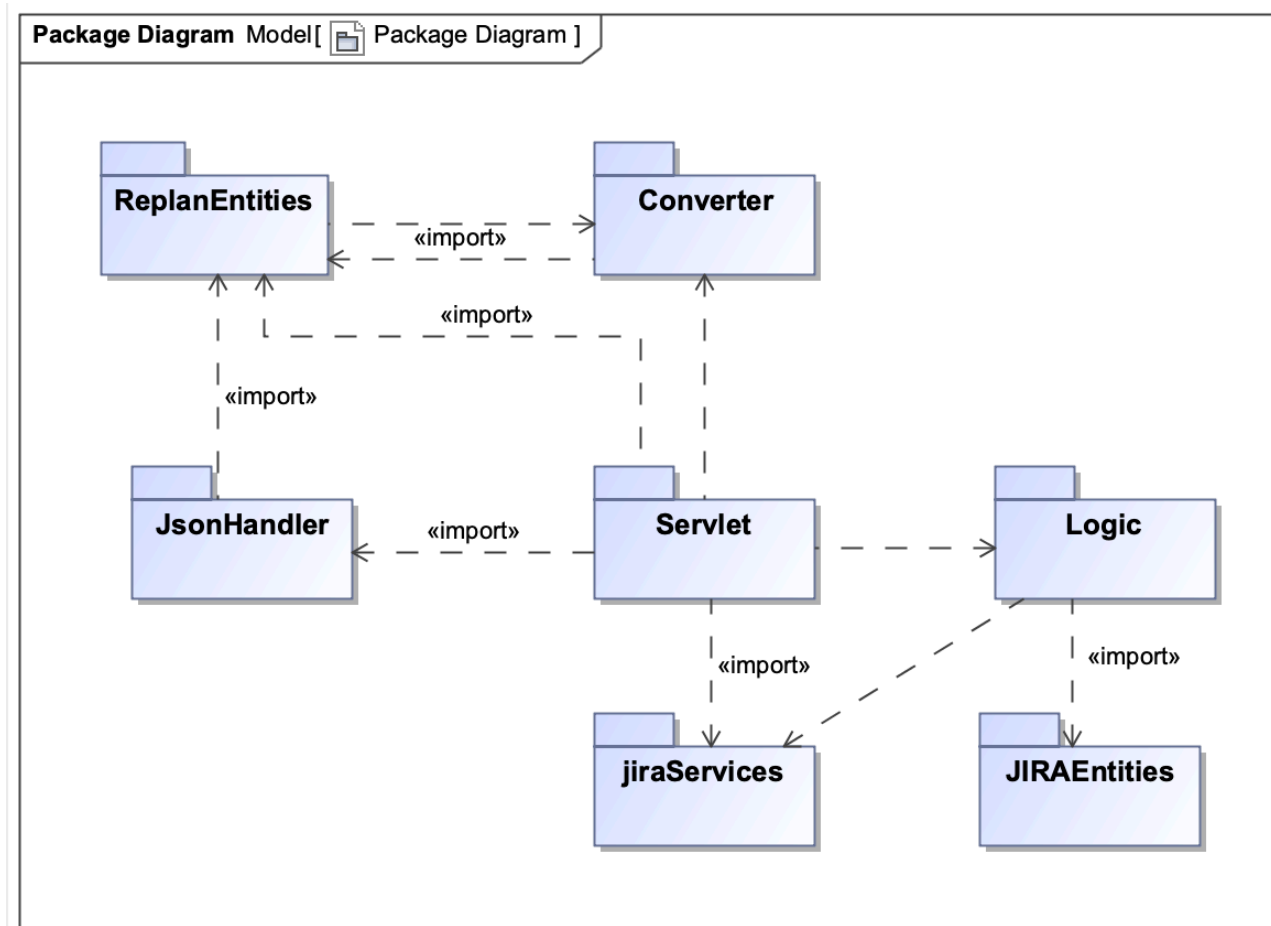 Package Diagram Model[ Package Diagram ]
ReplanEntities
Converter
«import»
«import»
«import»
JsonHandler
«import»
Servlet
Logic
«import»
«import»
jiraServices
JIRAEntities